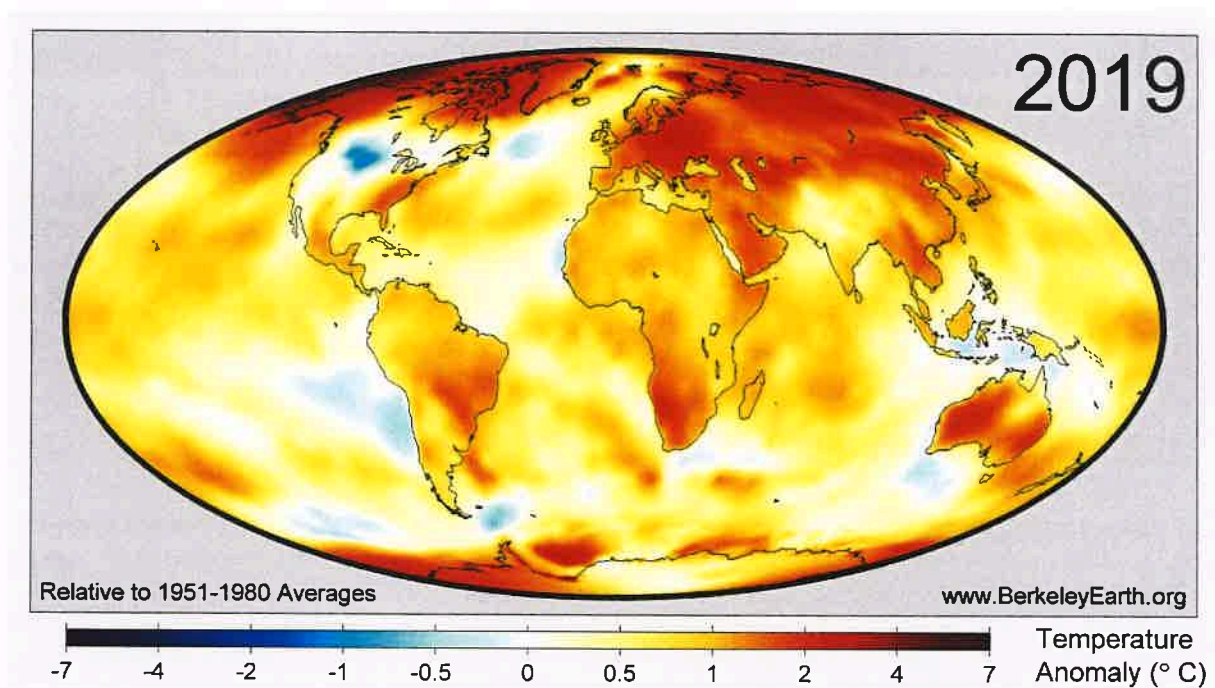 2019
Relative to 1951-1980 Averages
www.BerkeleyEarth.org
-7 -4 -2 -1 -0.5 0 0.5 1 2 4 7
Temperature
Anomaly (° C)